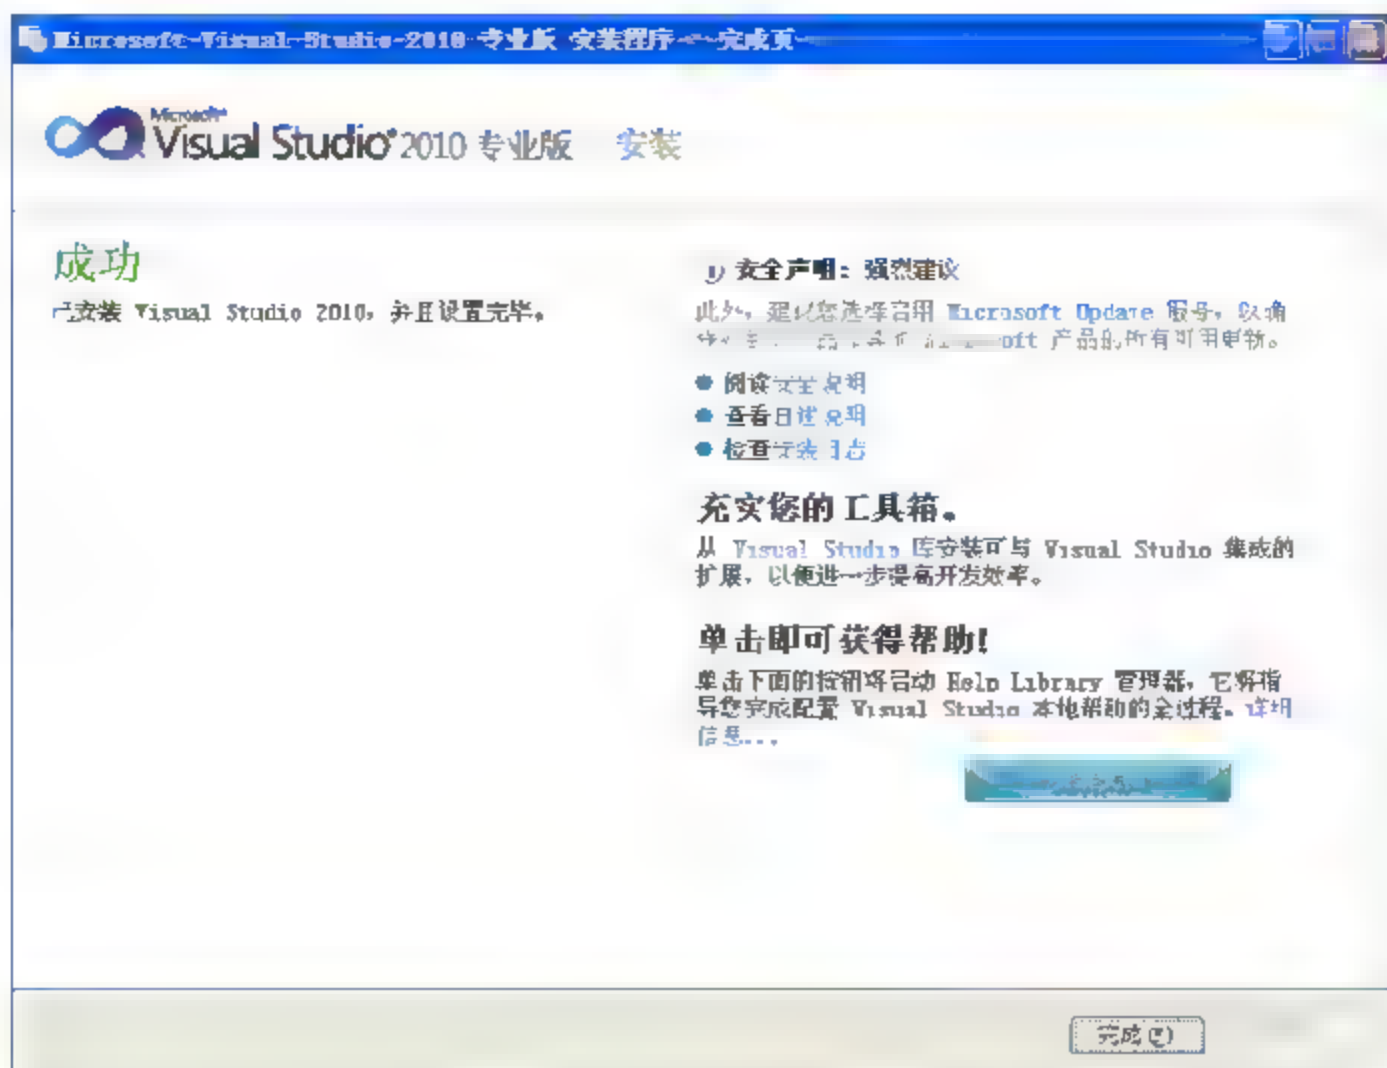 Microsoft Visual Studio 2010 专业版 安装程序 - 完成页
Microsoft
Visual Studio 2010 专业版 安装
成功
已安装 Visual Studio 2010，并且设置完毕。
安全声明：强烈建议
此外，建议您选择启用 Microsoft Update 服务，以确
产品的所有可用更新。
阅读安全说明
查看自述说明
检查安装日志
充实您的工具箱。
从 Visual Studio 库安装可与 Visual Studio 集成的
扩展，以便进一步提高开发效率。
单击即可获得帮助！
单击下面的按钮将启动 Help Library 管理器，它将指
导您完成配置 Visual Studio 本地帮助的全过程。详细
信息...
完成(F)